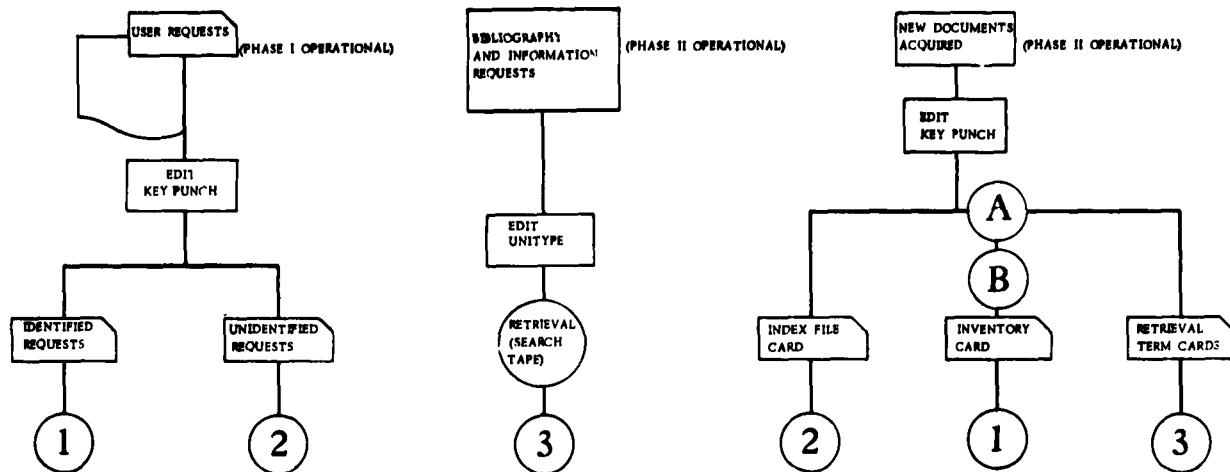 USER REQUESTS
(PHASE I OPERATIONAL)
EDIT
KEY PUNCH
IDENTIFIED
REQUESTS
UNIDENTIFIED
REQUESTS
1
2
BIBLIOGRAPHY
AND INFORMATION
REQUESTS
(PHASE II OPERATIONAL)
EDIT
UNITYPE
RETRIEVAL
(SEARCH
TAPE)
3
NEW DOCUMENTS
ACQUIRED
(PHASE II OPERATIONAL)
EDIT
KEY PUNCH
A
B
INDEX FILE
CARD
INVENTORY
CARD
RETRIEVAL
TERM CARDS
2
1
3